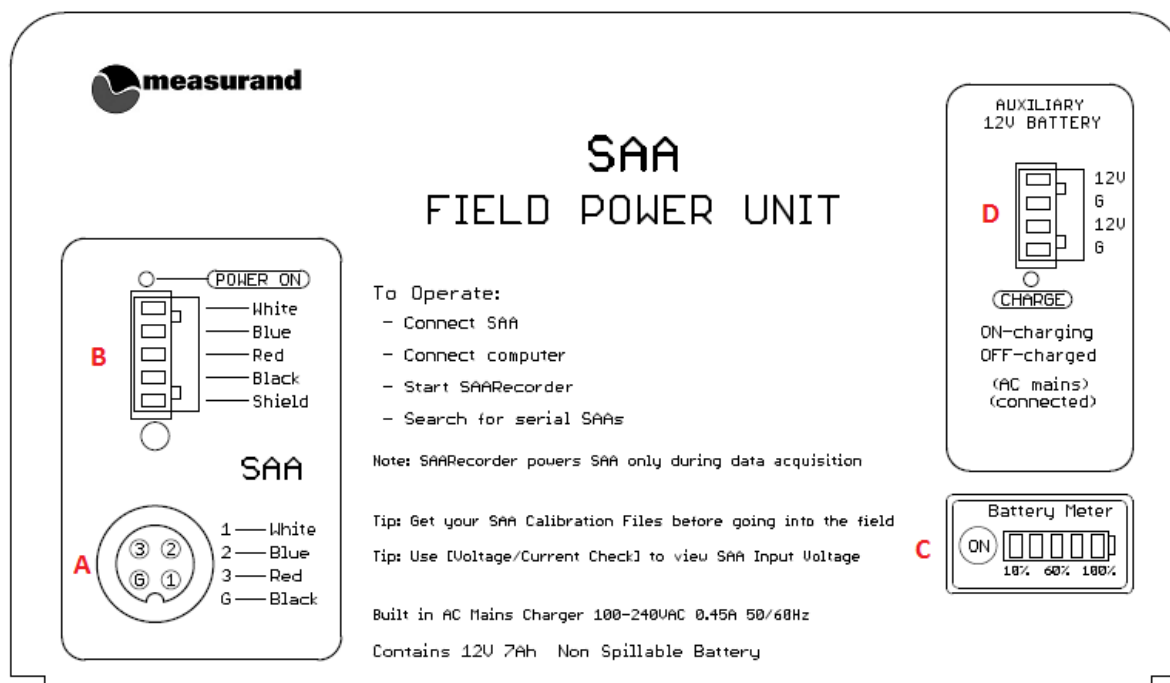 measurand
SAA
FIELD POWER UNIT
AUXILIARY
12V BATTERY
D
12V
G
12V
G
CHARGE
ON-charging
OFF-charged
(AC mains)
(connected)
POWER ON
B
White
Blue
Red
Black
Shield
SAA
A
3 2
G 1
1 White
2 Blue
3 Red
G Black
To Operate:
- Connect SAA
- Connect computer
- Start SAARecorder
- Search for serial SAAs
Note: SAARecorder powers SAA only during data acquisition
Tip: Get your SAA Calibration Files before going into the field
Tip: Use [Voltage/Current Check] to view SAA Input Voltage
Built in AC Mains Charger 100-240VAC 0.45A 50/60Hz
Contains 12V 7Ah Non Spillable Battery
C
Battery Meter
ON
10% 60% 100%